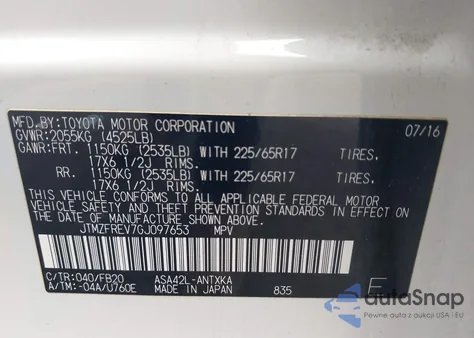 MFD BY:TOYOTA MOTOR CORPORATION 07/16
GVWR:2055KG (4525LB)
GAWR:FRT. 1150KG (2535LB) WITH 225/65R17 TIRES.
17X6 1/2J RIMS.
RR. 1150KG (2535LB) WITH 225/65R17 TIRES.
17X6 1/2J RIMS.
THIS VEHICLE CONFORMS TO ALL APPLICABLE FEDERAL MOTOR
VEHICLE SAFETY, BUMPER, AND THEFT PREVENTION STANDARDS
IN EFFECT ON THE DATE OF MANUFACTURE SHOWN ABOVE.
JTMZFREV7GJ097653 MPV
C/TR:040/FB20 ASA42L-ANTXKA
A/TM:-04A/U760E MADE IN JAPAN 835 E
autoSnap
Pewne auto z aukcji w USA i Kanadzie